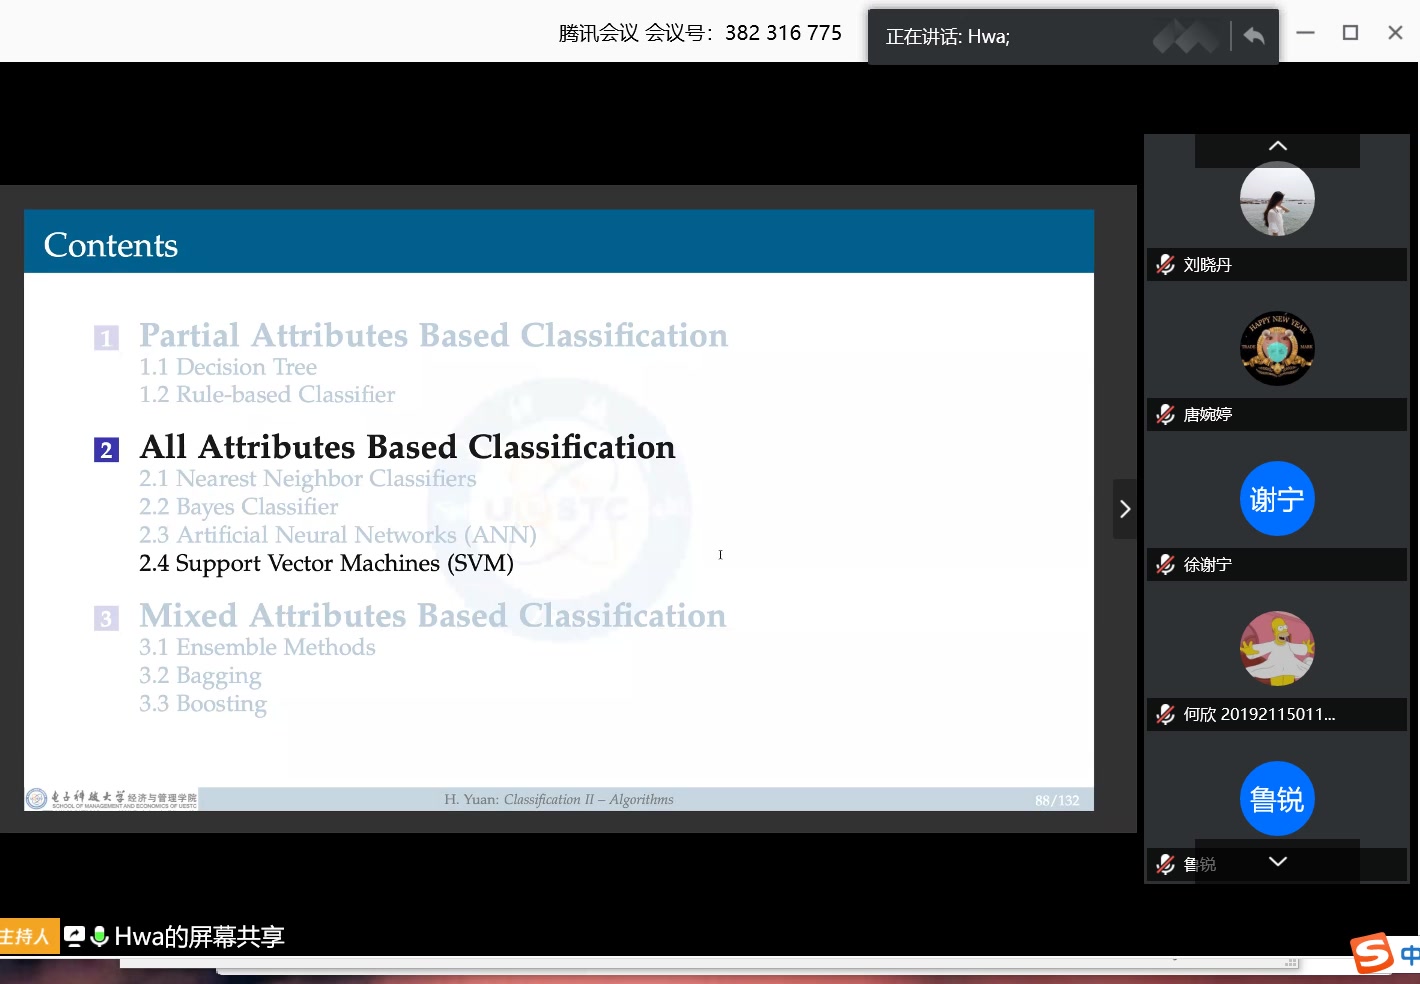 腾讯会议 会议号：382 316 775
正在讲话: Hwa;
Contents
1 Partial Attributes Based Classification
1.1 Decision Tree
1.2 Rule-based Classifier
2 All Attributes Based Classification
2.1 Nearest Neighbor Classifiers
2.2 Bayes Classifier
2.3 Artificial Neural Networks (ANN)
2.4 Support Vector Machines (SVM)
3 Mixed Attributes Based Classification
3.1 Ensemble Methods
3.2 Bagging
3.3 Boosting
UESTC
电子科技大学 经济与管理学院
SCHOOL OF MANAGEMENT AND ECONOMICS OF UESTC
H. Yuan: Classification II – Algorithms
88/132
刘晓丹
HAPPY NEW YEAR
TRADE MARK
唐婉婷
谢宁
徐谢宁
何欣 20192115011...
鲁锐
鲁锐
主持人 Hwa的屏幕共享
S 中